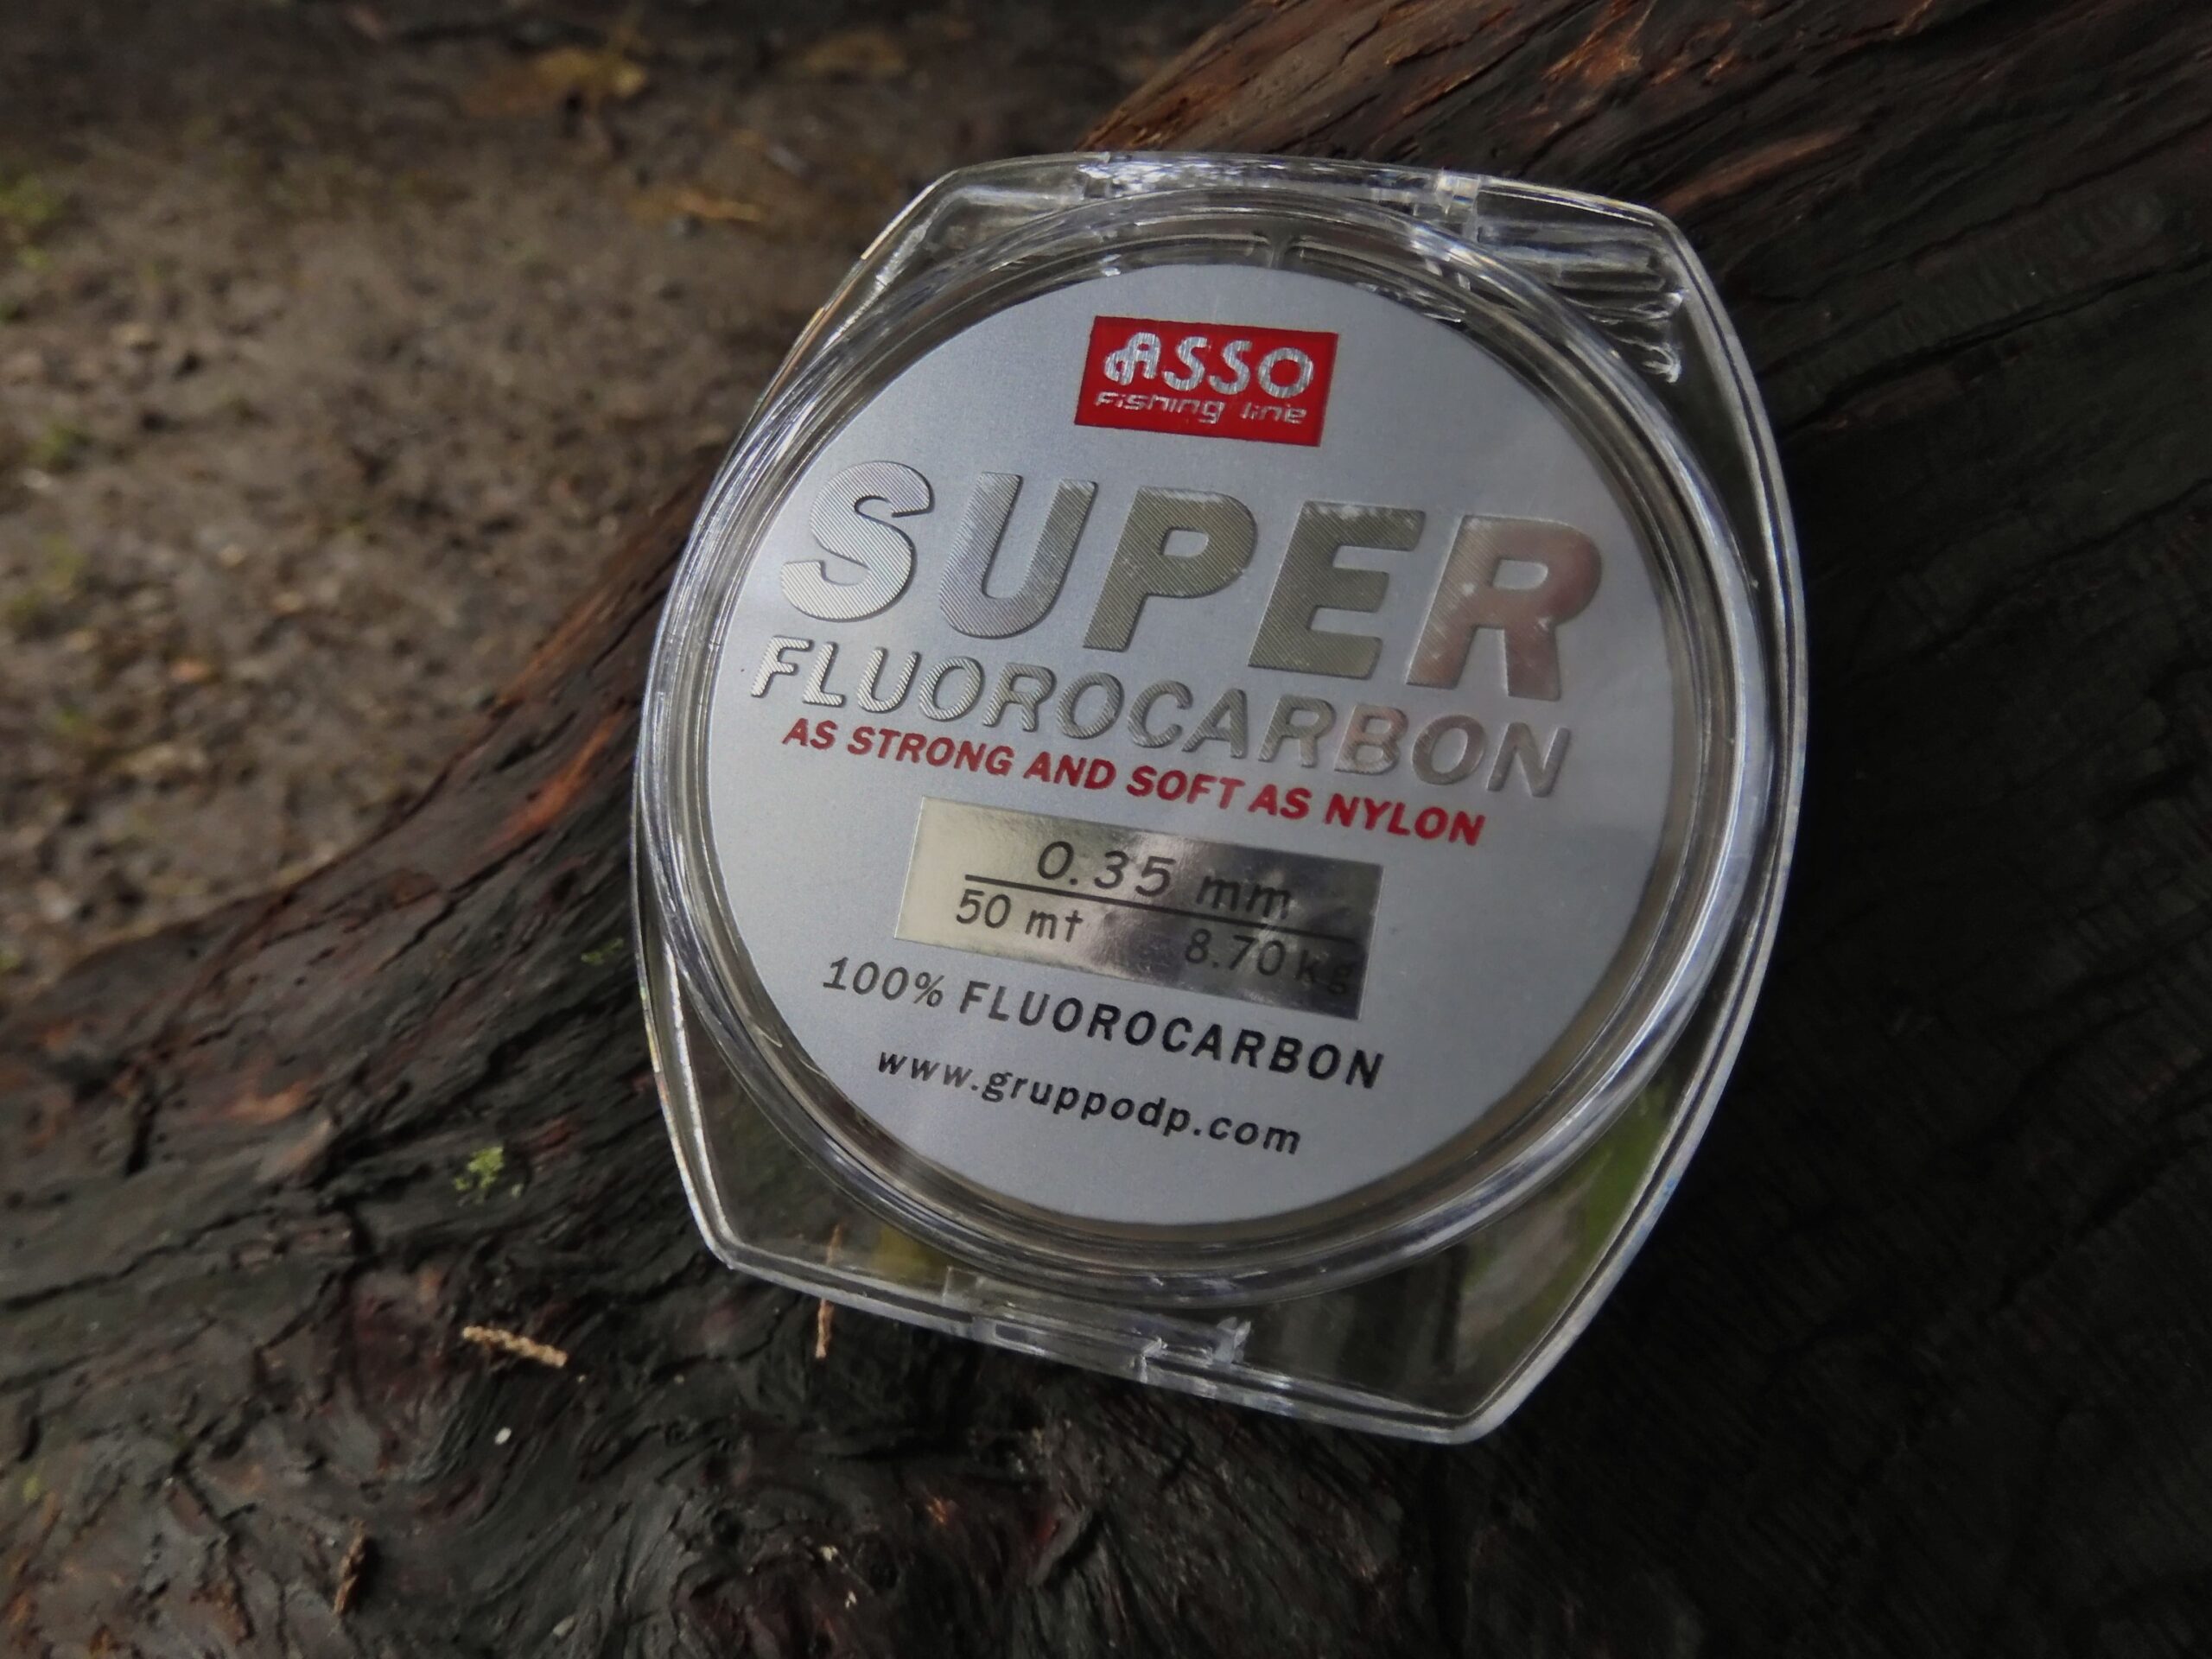 ASSO
Fishing line
SUPER
FLUOROCARBON
AS STRONG AND SOFT AS NYLON
0.35 mm
50 mt 8.70 kg
100% FLUOROCARBON
www.gruppodp.com